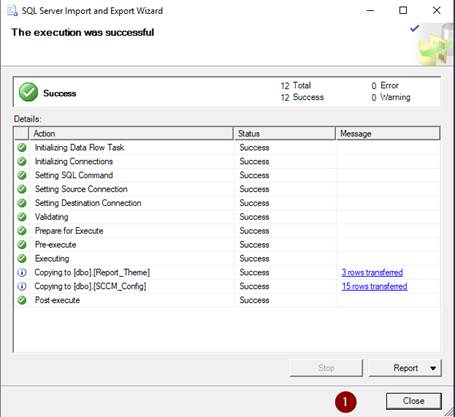 SQL Server Import and Export Wizard
The execution was successful
Success
12 Total 0 Error
12 Success 0 Warning
Details:
Action Status Message
Initializing Data Flow Task Success
Initializing Connections Success
Setting SQL Command Success
Setting Source Connection Success
Setting Destination Connection Success
Validating Success
Prepare for Execute Success
Pre-execute Success
Executing Success
Copying to [dbo].[Report_Theme] Success 3 rows transferred
Copying to [dbo].[SCCM_Config] Success 15 rows transferred
Post-execute Success
Stop Report
1 Close